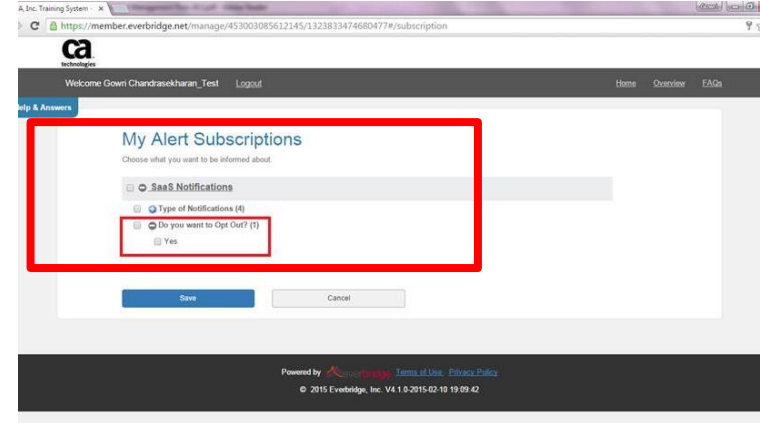 A, Inc. Training System - x
https://member.everbridge.net/manage/453003085612145/1323833474680477#/subscription
ca
technologies
Welcome Gowri Chandrasekharan_Test Logout Home Overview FAQs
elp & Answers
My Alert Subscriptions
Choose what you want to be informed about.
SaaS Notifications
Type of Notifications (4)
Do you want to Opt Out? (1)
Yes
Save Cancel
Powered by everbridge Terms of Use Privacy Policy
© 2015 Everbridge, Inc. V4.1.0-2015-02-10 19:09:42